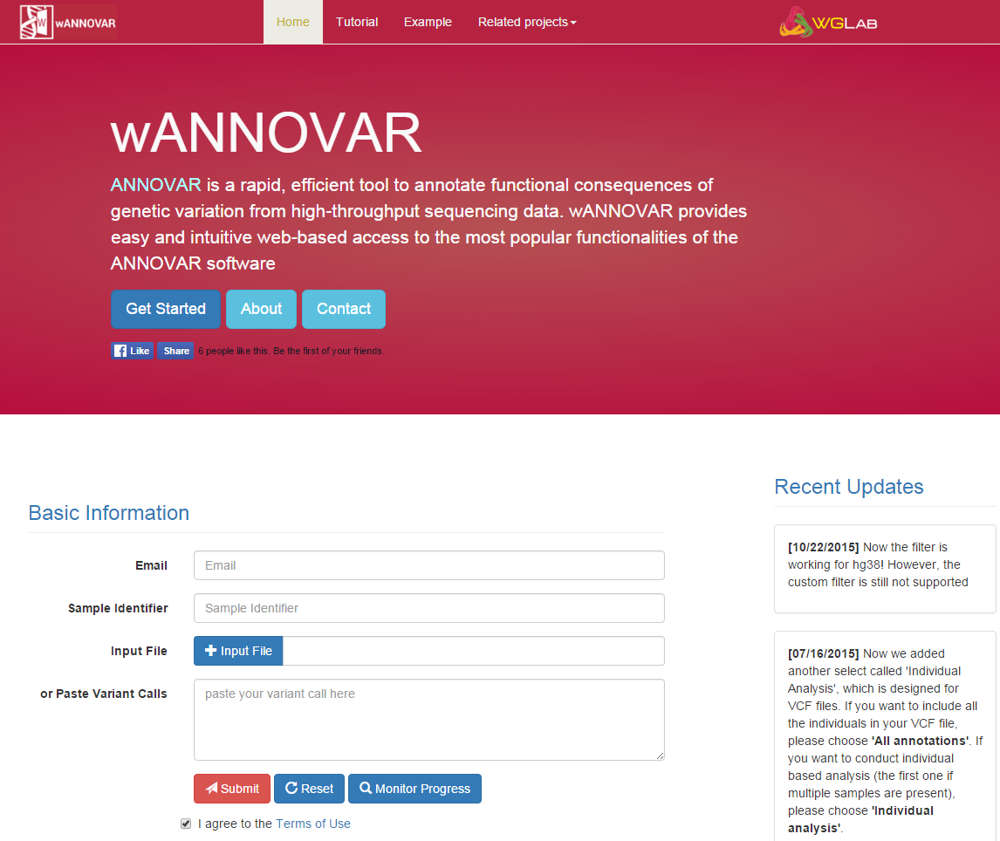 W wANNOVAR
Home Tutorial Example Related projects
WGLAB
wANNOVAR
ANNOVAR is a rapid, efficient tool to annotate functional consequences of
genetic variation from high-throughput sequencing data. wANNOVAR provides
easy and intuitive web-based access to the most popular functionalities of the
ANNOVAR software
Get Started About Contact
Like Share 6 people like this. Be the first of your friends.
Basic Information
Email Email
Sample Identifier Sample Identifier
Input File Input File
or Paste Variant Calls paste your variant call here
Submit Reset Monitor Progress
I agree to the Terms of Use
Recent Updates
[10/22/2015] Now the filter is
working for hg38! However, the
custom filter is still not supported
[07/16/2015] Now we added
another select called 'Individual
Analysis', which is designed for
VCF files. If you want to include all
the individuals in your VCF file,
please choose 'All annotations'. If
you want to conduct individual
based analysis (the first one if
multiple samples are present),
please choose 'Individual
analysis'.